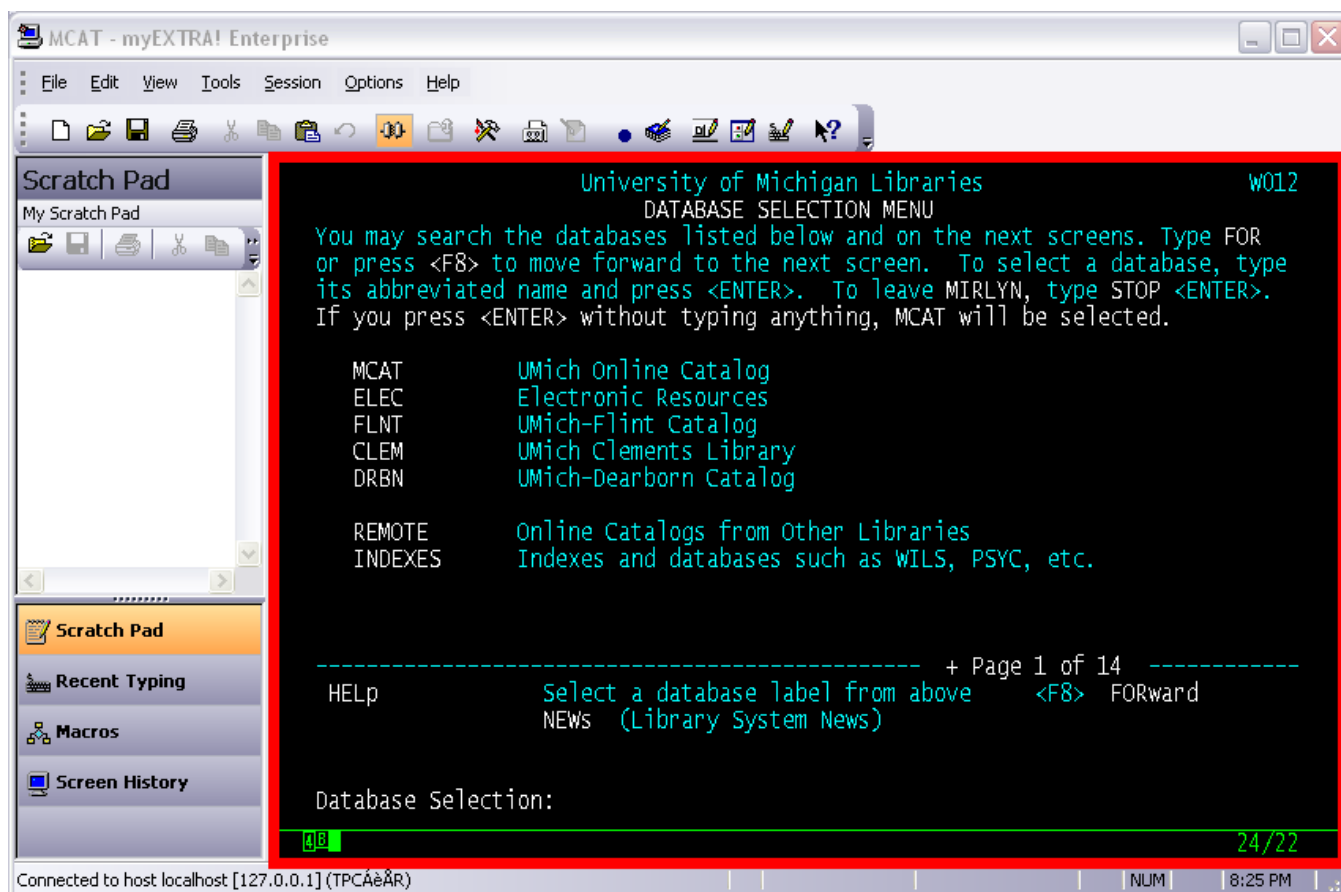 MCAT - myEXTRA! Enterprise
File Edit View Tools Session Options Help
Scratch Pad
My Scratch Pad
University of Michigan Libraries W012
DATABASE SELECTION MENU
You may search the databases listed below and on the next screens. Type FOR
or press <F8> to move forward to the next screen. To select a database, type
its abbreviated name and press <ENTER>. To leave MIRLYN, type STOP <ENTER>.
If you press <ENTER> without typing anything, MCAT will be selected.
MCAT UMich Online Catalog
ELEC Electronic Resources
FLNT UMich-Flint Catalog
CLEM UMich Clements Library
DRBN UMich-Dearborn Catalog
REMOTE Online Catalogs from Other Libraries
INDEXES Indexes and databases such as WILS, PSYC, etc.
------------------------------------------------ + Page 1 of 14 ------------
HELp Select a database label from above <F8> FORward
NEWs (Library System News)
Database Selection:
4B 24/22
Scratch Pad
Recent Typing
Macros
Screen History
Connected to host localhost [127.0.0.1] (TPCÁèÅR) NUM 8:25 PM